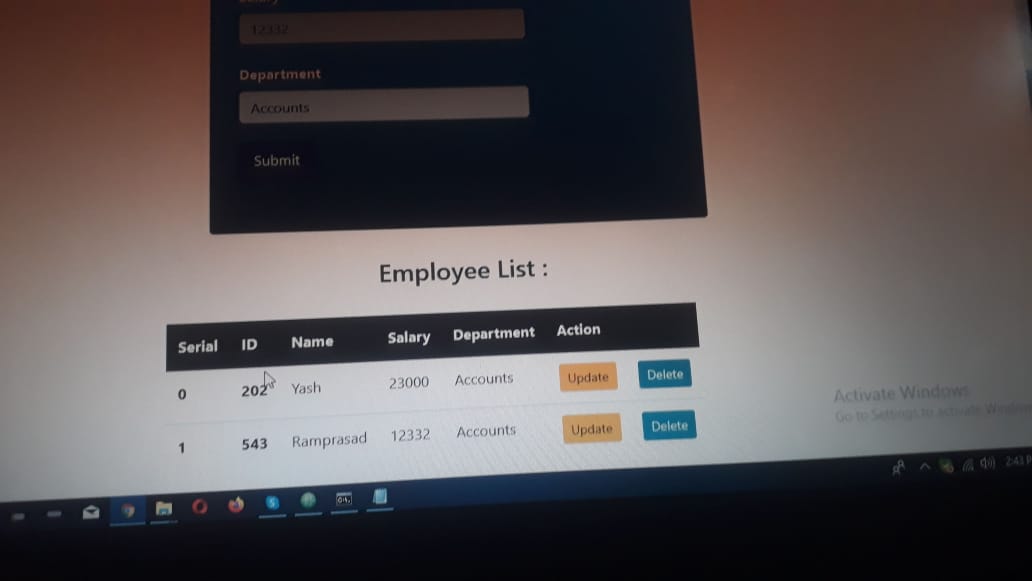 Salary
12332
Department
Accounts
Submit
Employee List :
Serial ID Name Salary Department Action
0 202 Yash 23000 Accounts Update Delete
1 543 Ramprasad 12332 Accounts Update Delete
Activate Windows
Go to Settings to activate
2:43